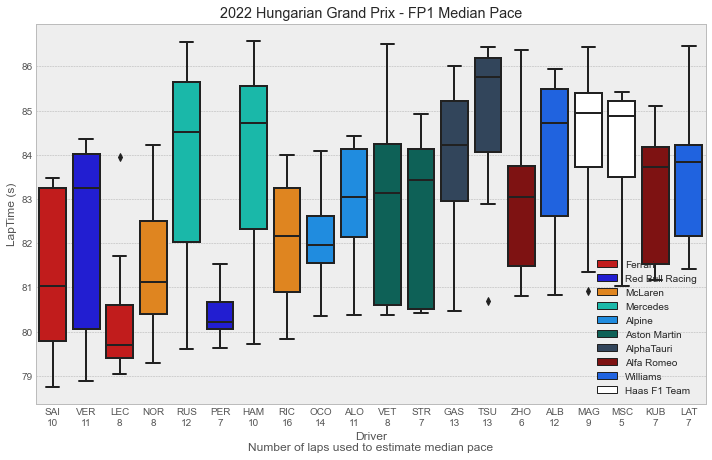 2022 Hungarian Grand Prix - FP1 Median Pace
LapTime (s)
86
85
84
83
82
81
80
79
Ferrari
Red Bull Racing
McLaren
Mercedes
Alpine
Aston Martin
AlphaTauri
Alfa Romeo
Williams
Haas F1 Team
SAI VER LEC NOR RUS PER HAM RIC OCO ALO VET STR GAS TSU ZHO ALB MAG MSC KUB LAT
10 11 8 8 12 7 10 16 14 11 8 7 13 13 6 12 9 5 7 7
Driver
Number of laps used to estimate median pace